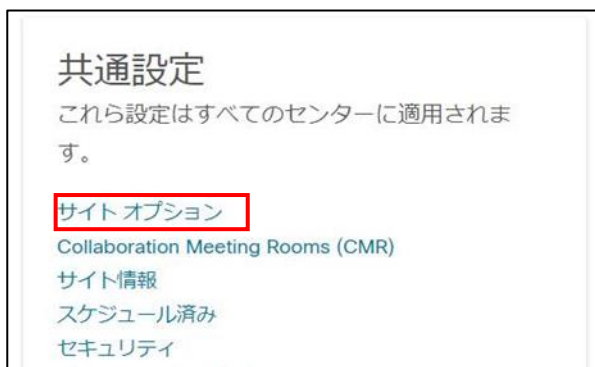 共通設定
これら設定はすべてのセンターに適用されま
す。
サイト オプション
Collaboration Meeting Rooms (CMR)
サイト情報
スケジュール済み
セキュリティ